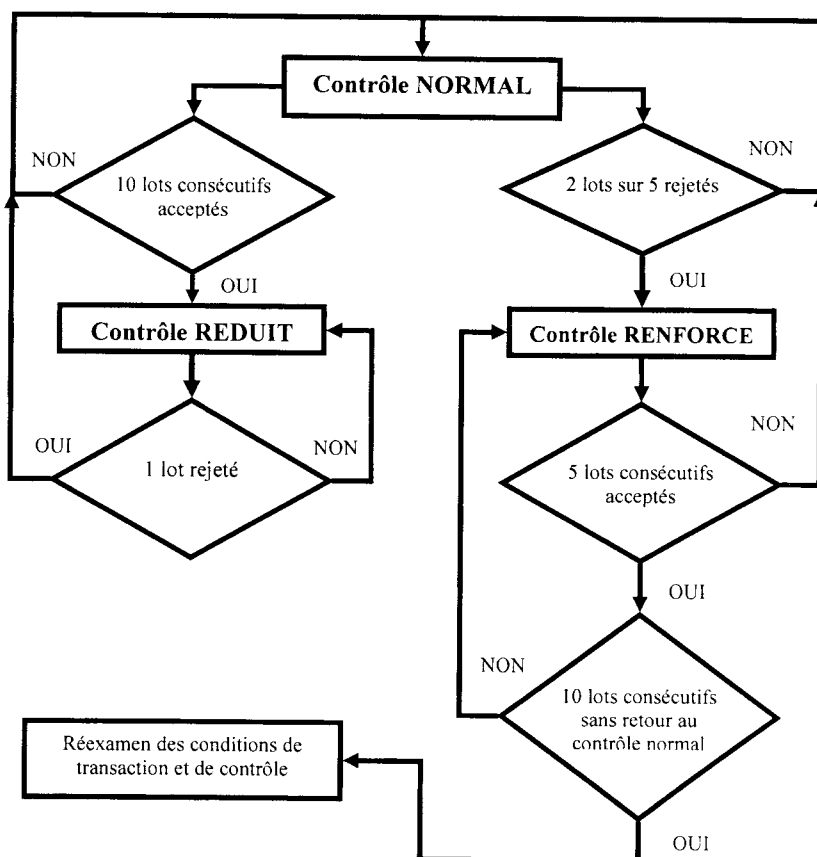 Contrôle NORMAL
NON
10 lots consécutifs
acceptés
OUI
NON
2 lots sur 5 rejetés
OUI
Contrôle REDUIT
Contrôle RENFORCE
OUI
1 lot rejeté
NON
NON
5 lots consécutifs
acceptés
OUI
NON
10 lots consécutifs
sans retour au
contrôle normal
OUI
Réexamen des conditions de
transaction et de contrôle